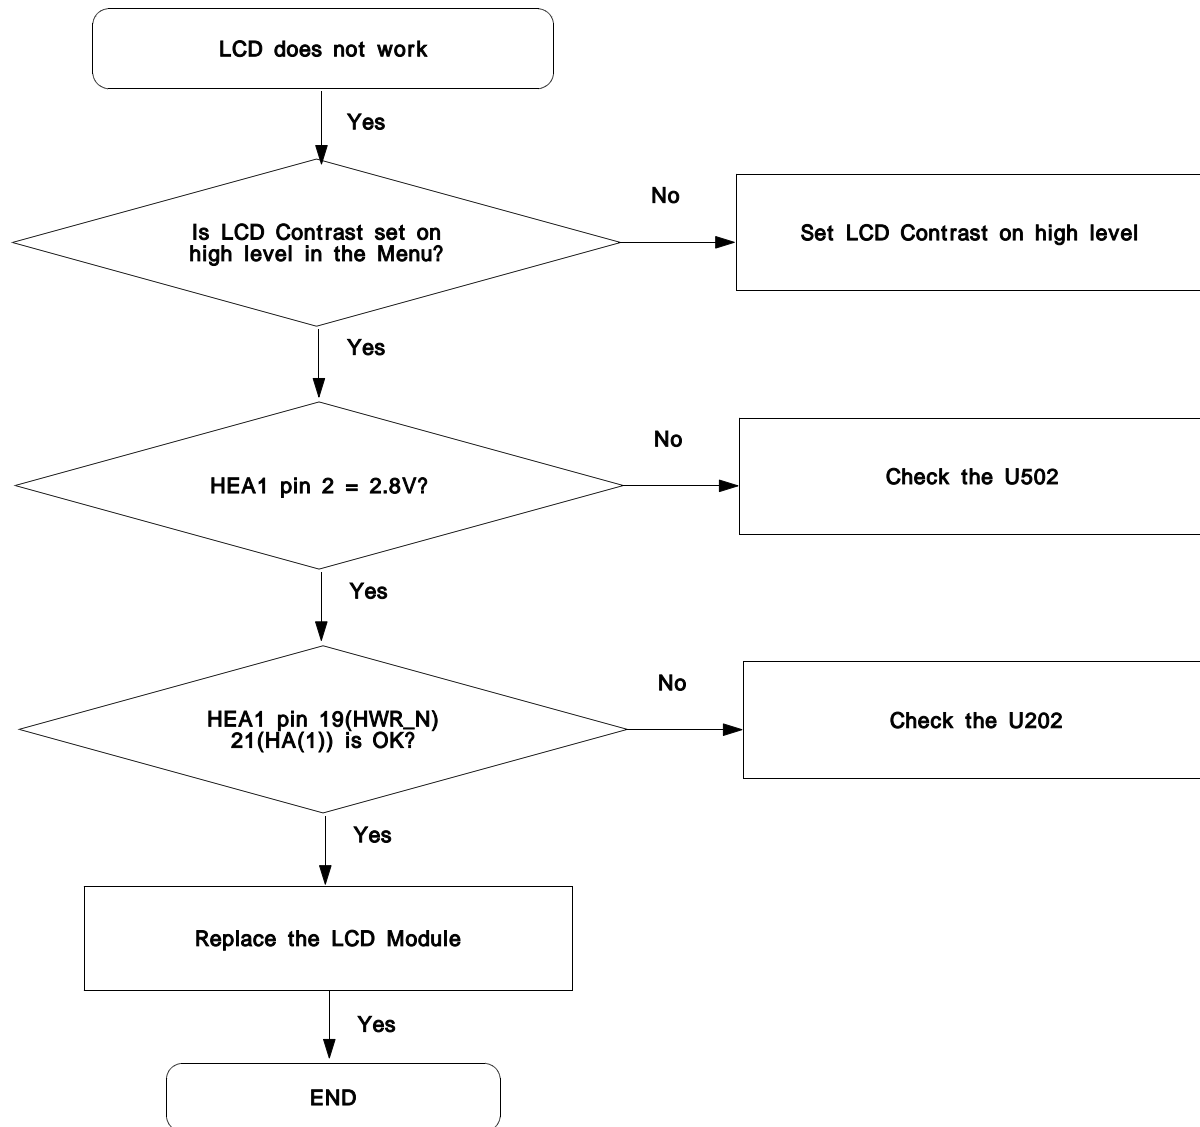 LCD does not work
Yes
Is LCD Contrast set on
high level in the Menu?
No
Set LCD Contrast on high level
Yes
HEA1 pin 2 = 2.8V?
No
Check the U502
Yes
HEA1 pin 19(HWR_N)
21(HA(1)) is OK?
No
Check the U202
Yes
Replace the LCD Module
Yes
END